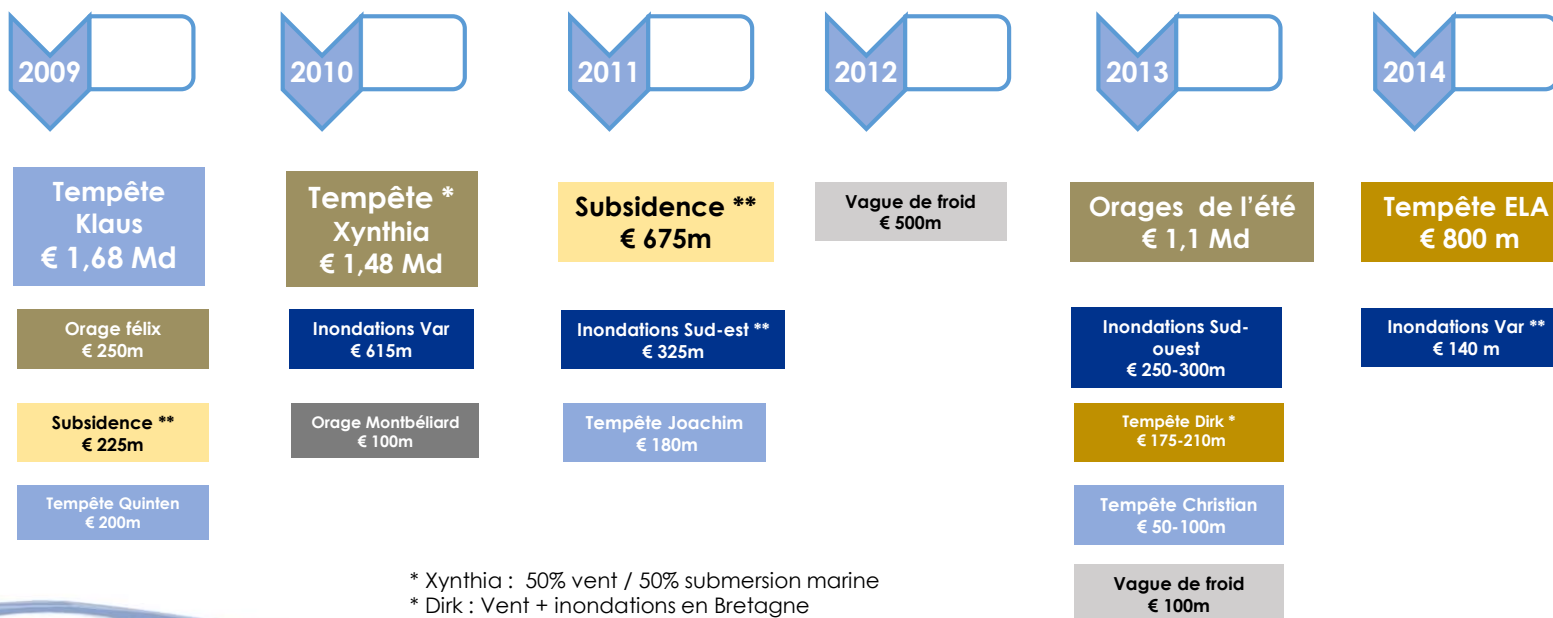 2009
2010
2011
2012
2013
2014
Tempête
Klaus
€ 1,68 Md
Orage félix
€ 250m
Subsidence **
€ 225m
Tempête Quinten
€ 200m
Tempête *
Xynthia
€ 1,48 Md
Inondations Var
€ 615m
Orage Montbéliard
€ 100m
Subsidence **
€ 675m
Inondations Sud-est **
€ 325m
Tempête Joachim
€ 180m
Vague de froid
€ 500m
Orages de l'été
€ 1,1 Md
Inondations Sud-
ouest
€ 250-300m
Tempête Dirk *
€ 175-210m
Tempête Christian
€ 50-100m
Vague de froid
€ 100m
Tempête ELA
€ 800 m
Inondations Var **
€ 140 m
* Xynthia : 50% vent / 50% submersion marine
* Dirk : Vent + inondations en Bretagne